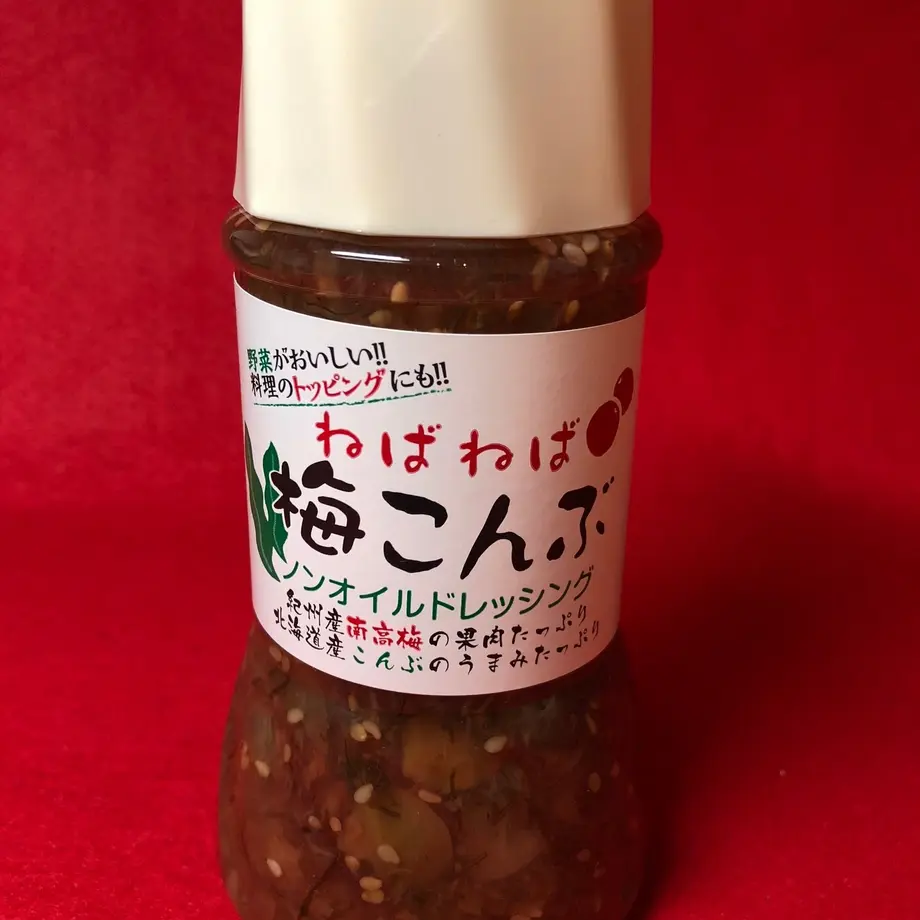 野菜がおいしい!!
料理のトッピングにも!!
ねばねば
梅こんぶ
ノンオイルドレッシング
紀州産南高梅の果肉たっぷり
北海道産こんぶのうまみたっぷり